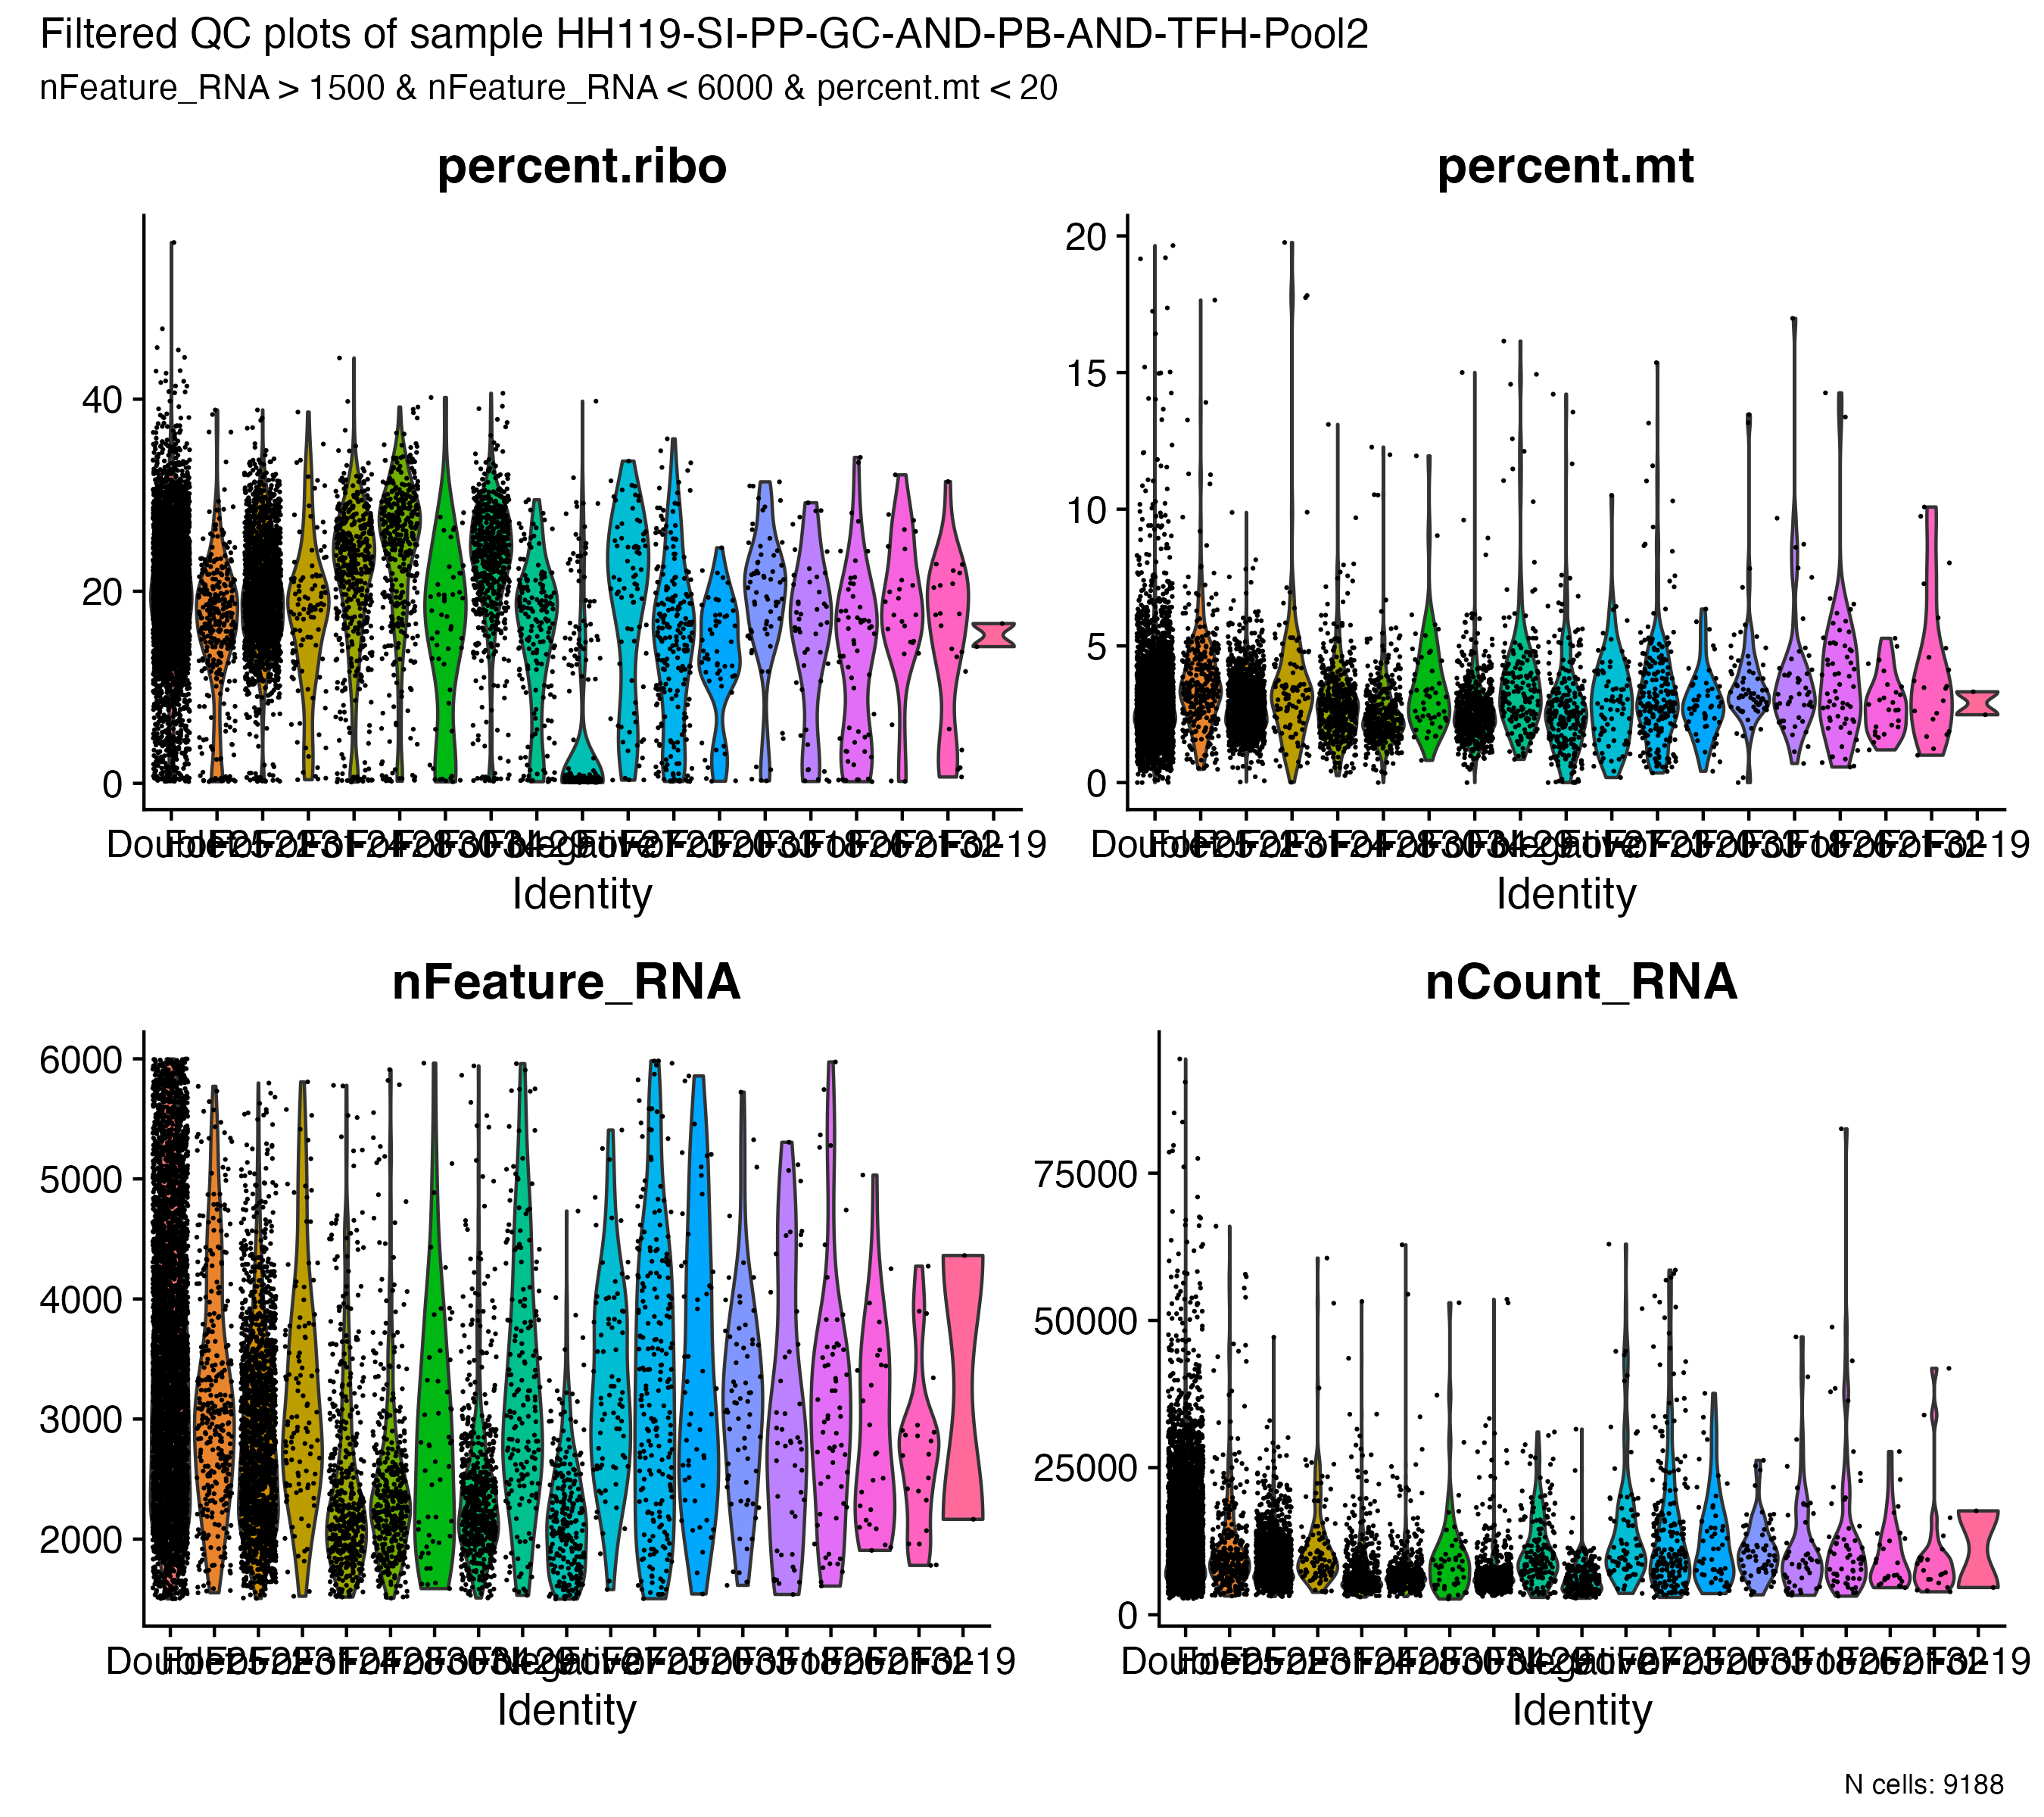 Filtered QC plots of sample HH119-SI-PP-GC-AND-PB-AND-TFH-Pool2
nFeature_RNA > 1500 & nFeature_RNA < 6000 & percent.mt < 20
percent.ribo
percent.mt
40
20
0
Identity
20
15
10
5
0
Identity
nFeature_RNA
nCount_RNA
6000
5000
4000
3000
2000
Identity
75000
50000
25000
0
Identity
N cells: 9188